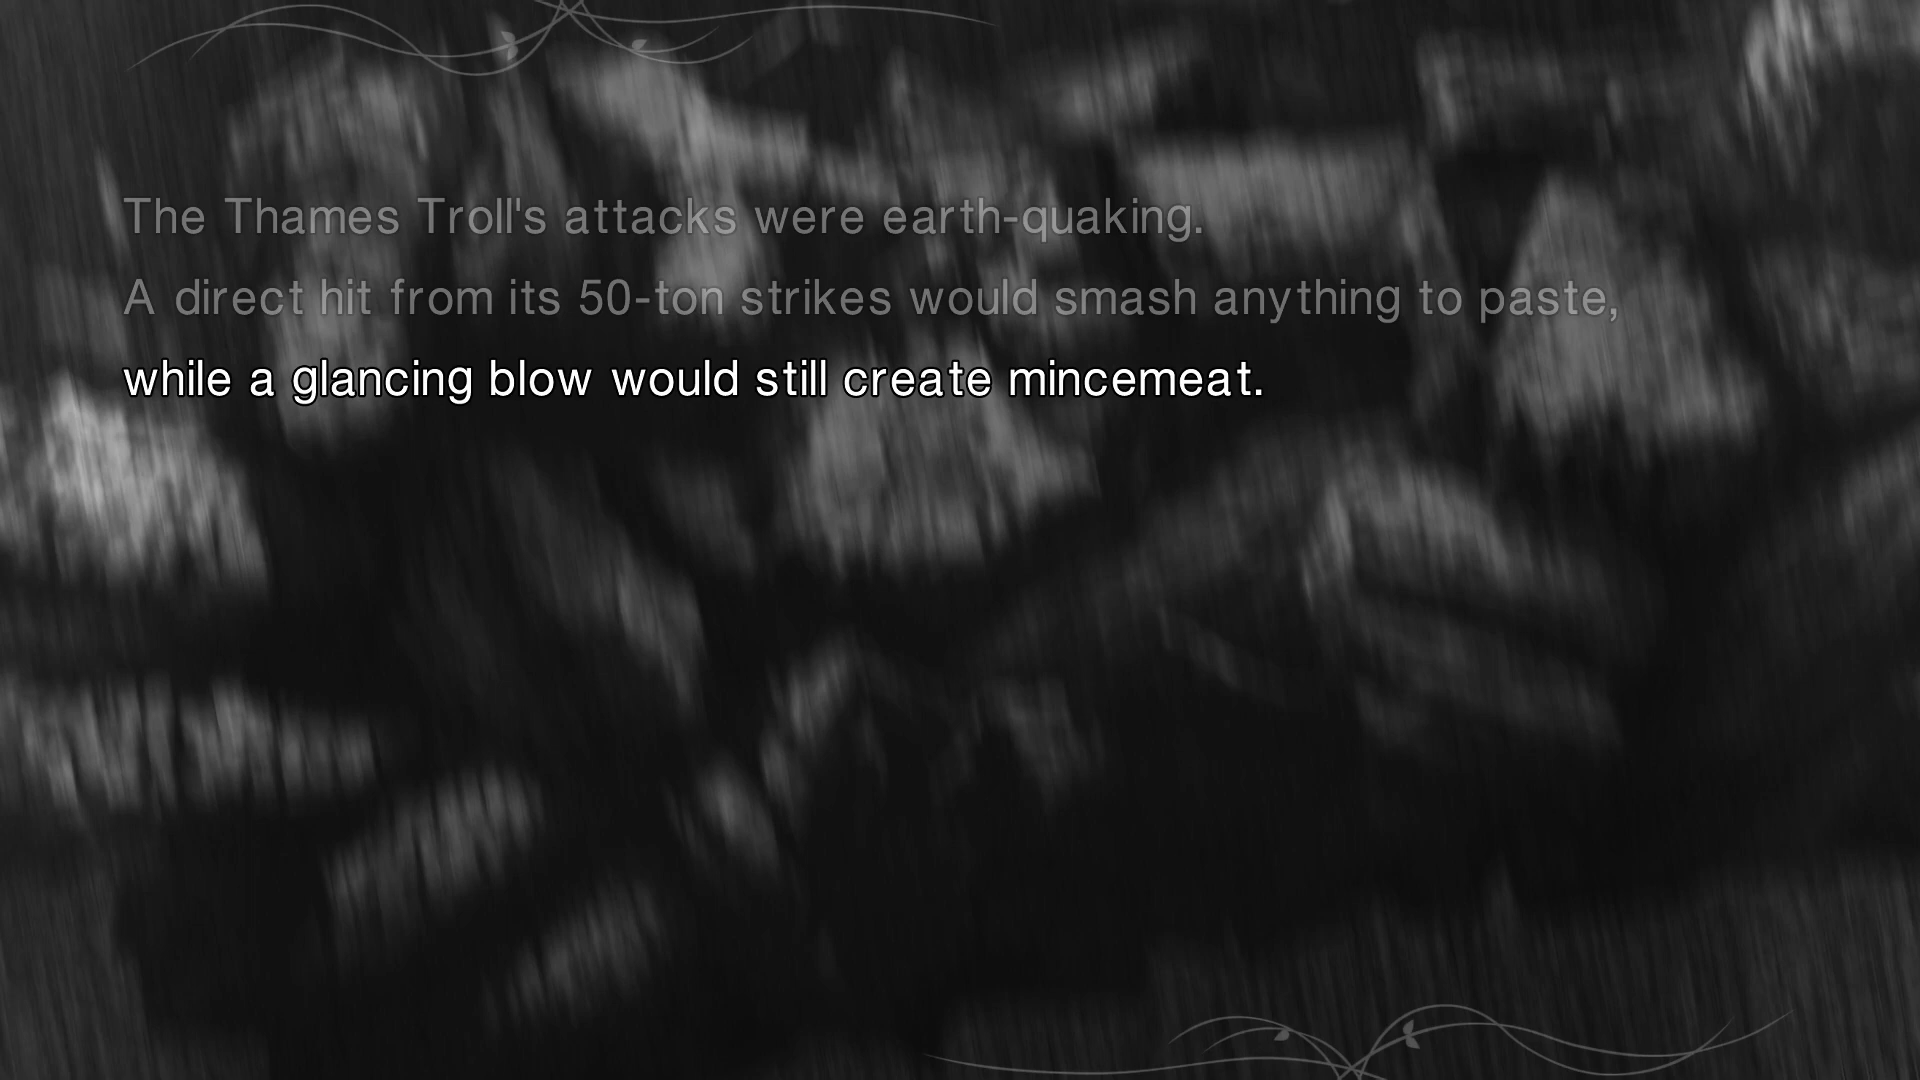 The Thames Troll's attacks were earth-quaking.
A direct hit from its 50-ton strikes would smash anything to paste,
while a glancing blow would still create mincemeat.